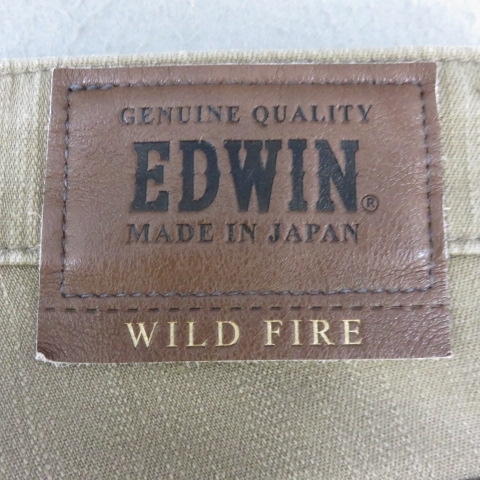 GENUINE QUALITY
EDWIN®
MADE IN JAPAN
WILD FIRE